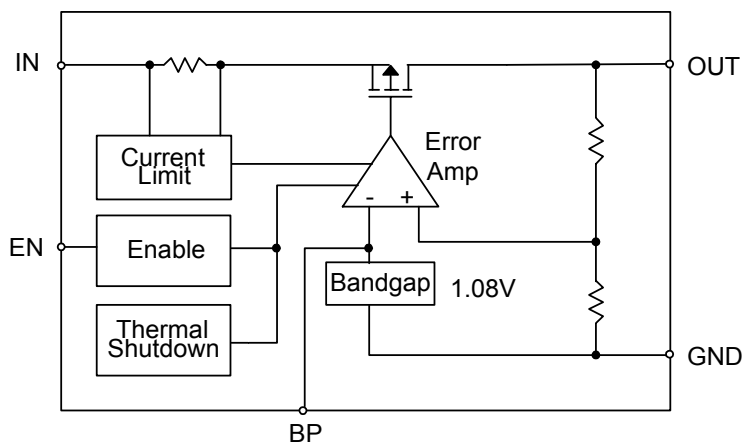 IN
OUT
Current
Limit
Error
Amp
- +
EN
Enable
Bandgap
1.08V
Thermal
Shutdown
GND
BP